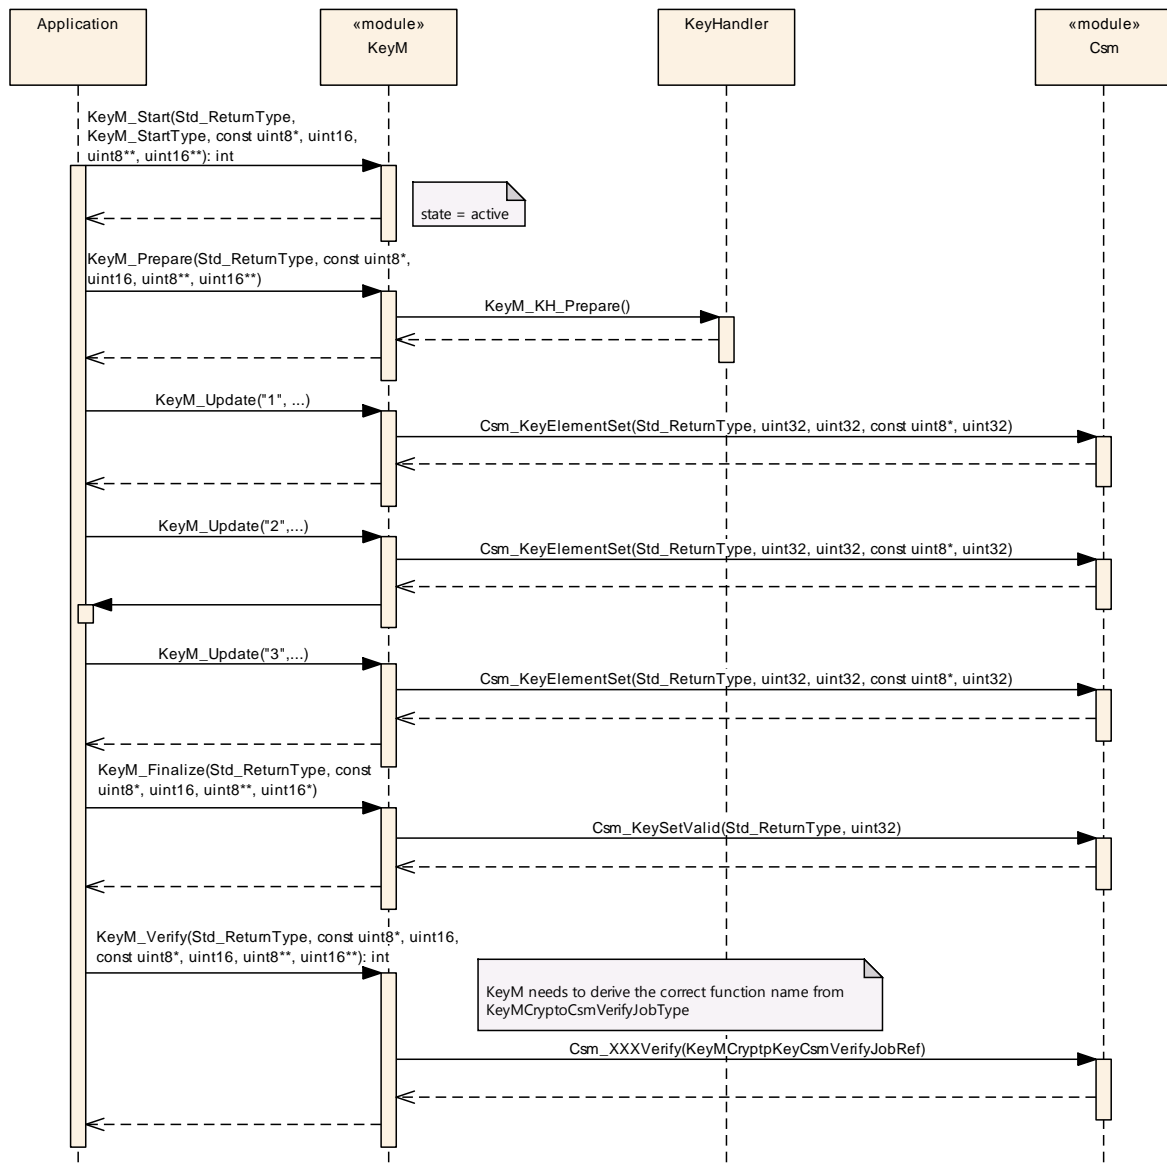 Application
«module»
KeyM
KeyHandler
«module»
Csm
KeyM_Start(Std_ReturnType,
KeyM_StartType, const uint8*, uint16,
uint8**, uint16**): int
state = active
KeyM_Prepare(Std_ReturnType, const uint8*,
uint16, uint8**, uint16**)
KeyM_KH_Prepare()
KeyM_Update("1", ...)
Csm_KeyElementSet(Std_ReturnType, uint32, uint32, const uint8*, uint32)
KeyM_Update("2",...)
Csm_KeyElementSet(Std_ReturnType, uint32, uint32, const uint8*, uint32)
KeyM_Update("3",...)
Csm_KeyElementSet(Std_ReturnType, uint32, uint32, const uint8*, uint32)
KeyM_Finalize(Std_ReturnType, const
uint8*, uint16, uint8**, uint16*)
Csm_KeySetValid(Std_ReturnType, uint32)
KeyM_Verify(Std_ReturnType, const uint8*, uint16,
const uint8*, uint16, uint8**, uint16**): int
KeyM needs to derive the correct function name from
KeyMCryptoCsmVerifyJobType
Csm_XXXVerify(KeyMCryptpKeyCsmVerifyJobRef)